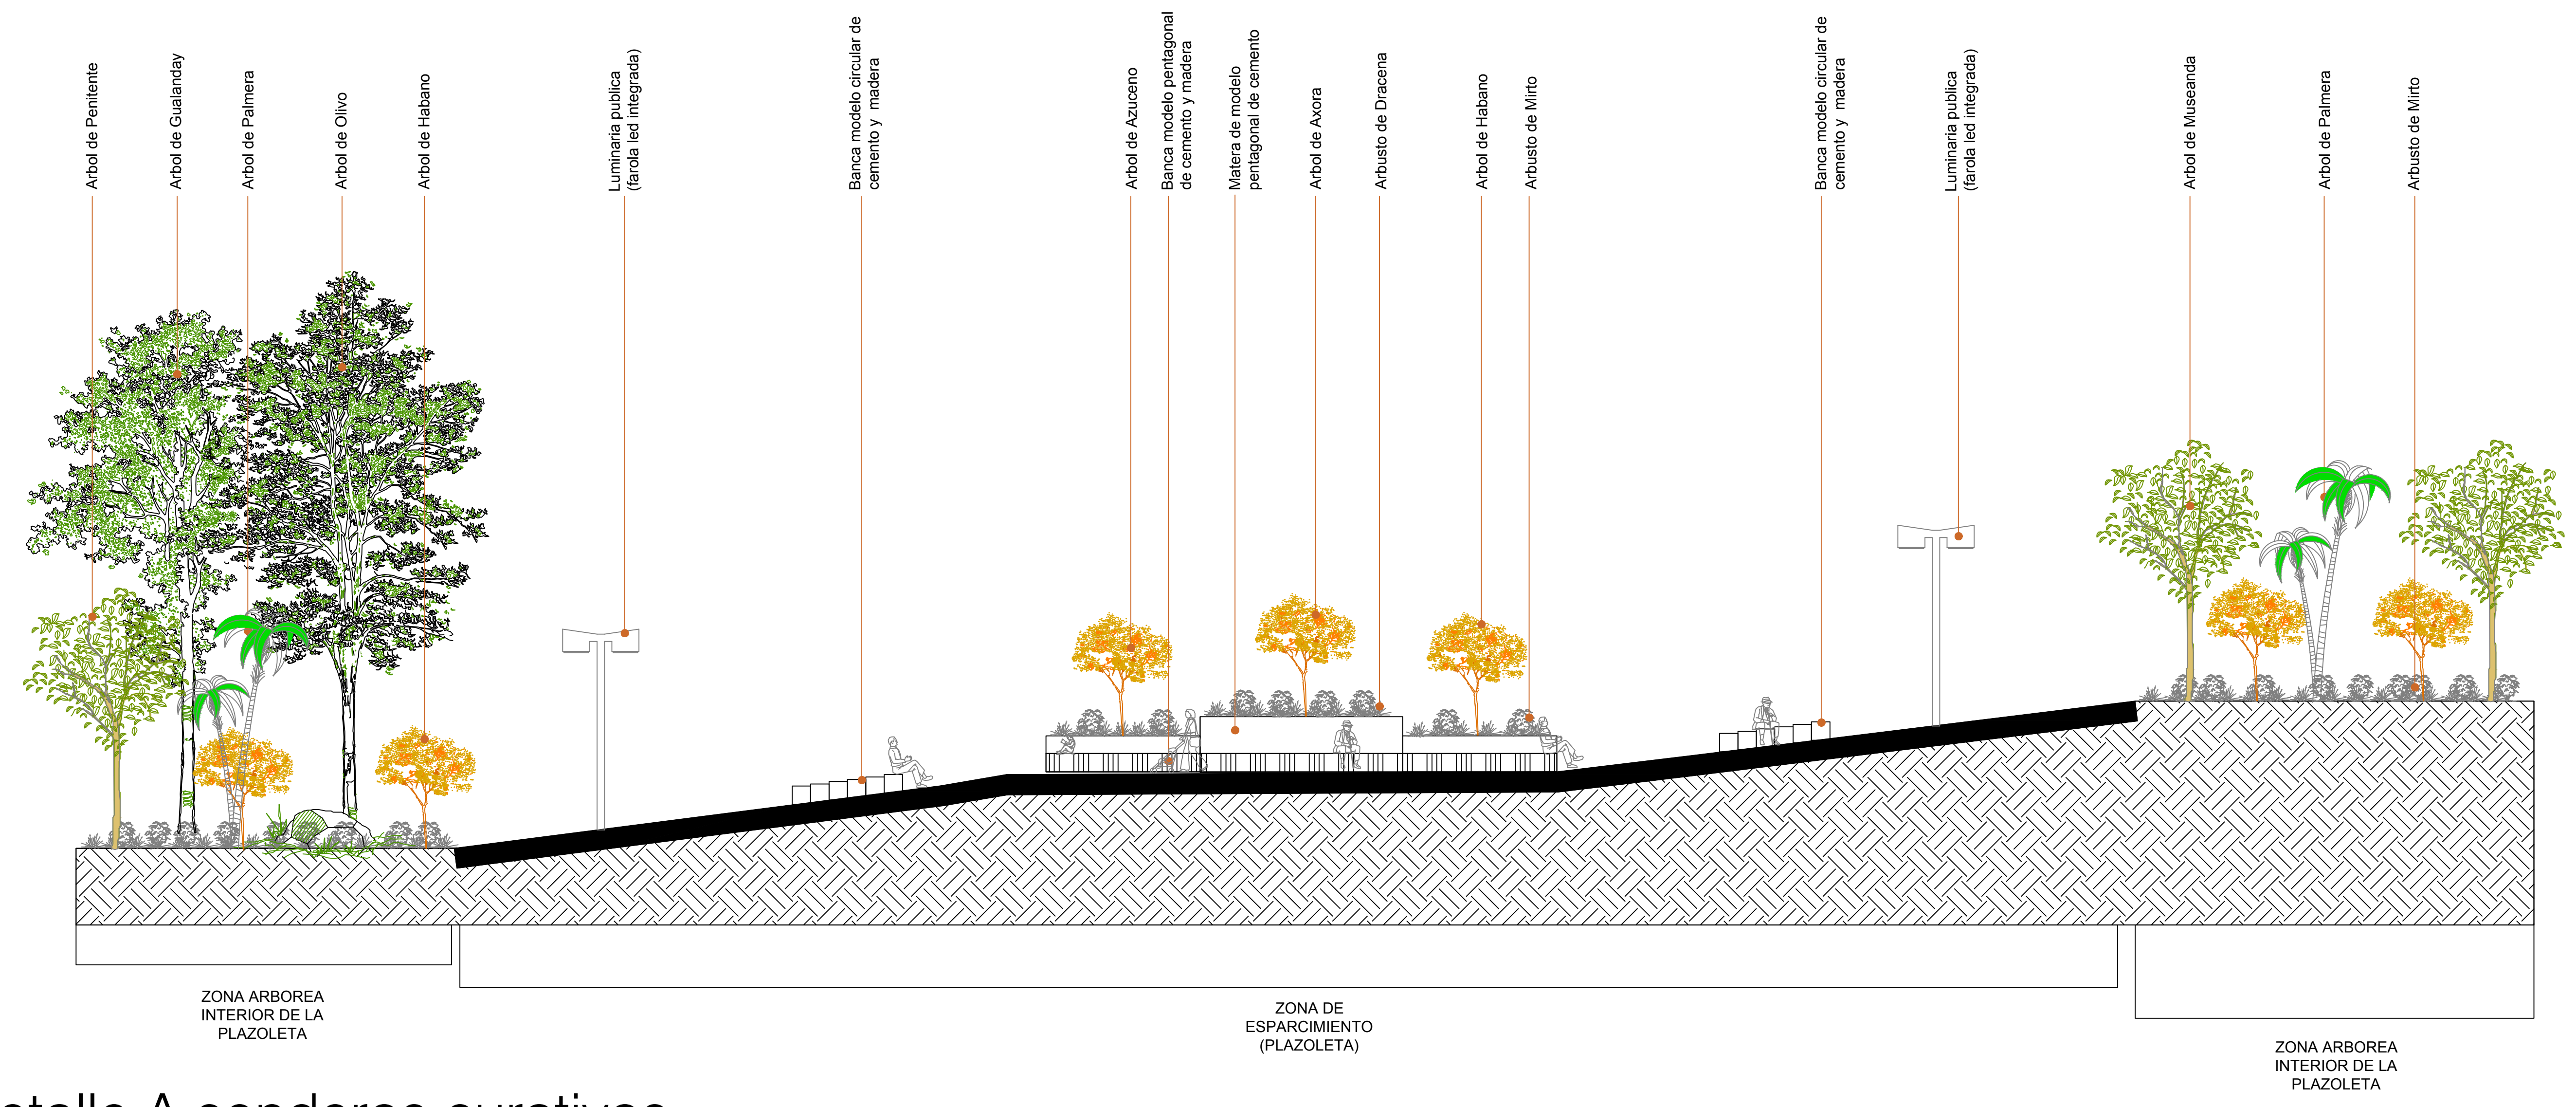 Arbol de Penitente
Arbol de Gualanday
Arbol de Palmera
Arbol de Olivo
Arbol de Habano
Luminaria publica
(farola led integrada)
Banca modelo circular de
cemento y madera
Arbol de Azuceno
Banca modelo pentagonal
de cemento y madera
Matera de modelo
pentagonal de cemento
Arbol de Axora
Arbusto de Dracena
Arbol de Habano
Arbusto de Mirto
Banca modelo circular de
cemento y madera
Luminaria publica
(farola led integrada)
Arbol de Museanda
Arbol de Palmera
Arbusto de Mirto
ZONA ARBOREA
INTERIOR DE LA
PLAZOLETA
ZONA DE
ESPARCIMIENTO
(PLAZOLETA)
ZONA ARBOREA
INTERIOR DE LA
PLAZOLETA